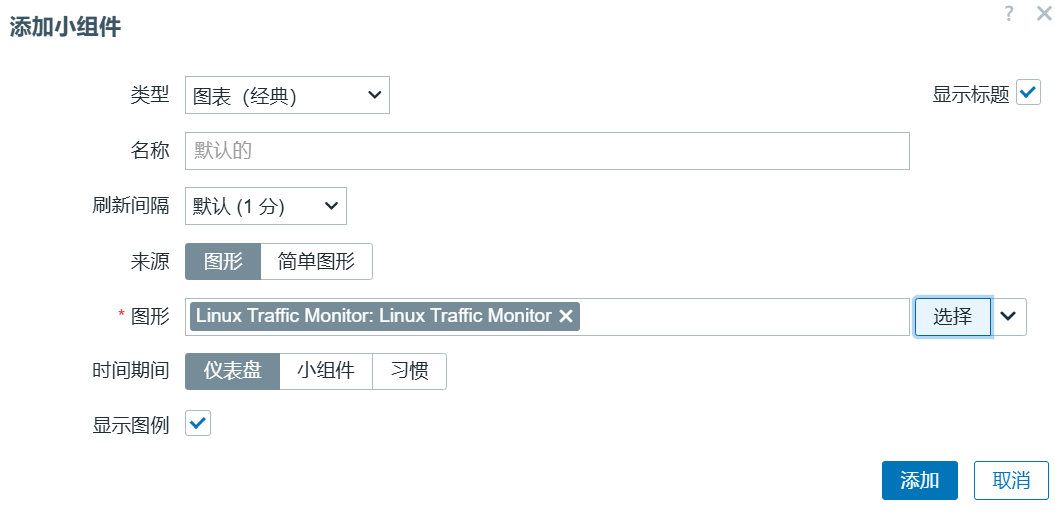 添加小组件
?
类型 图表（经典） 显示标题
名称 默认的
刷新间隔 默认 (1 分)
来源 图形 简单图形
* 图形 Linux Traffic Monitor: Linux Traffic Monitor 选择
时间期间 仪表盘 小组件 习惯
显示图例
添加 取消